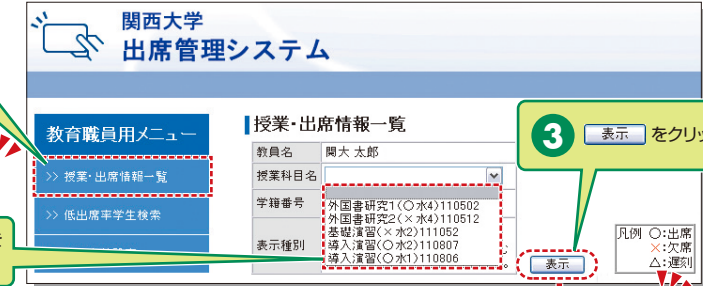 関西大学
出席管理システム
教育職員用メニュー
>> 授業・出席情報一覧
>> 低出席率学生検索
授業・出席情報一覧
教員名 関大 太郎
授業科目名
外国書研究1(○水4)110502
外国書研究2(×水4)110512
基礎演習(×水2)111052
導入演習(○水2)110807
導入演習(○水1)110806
学籍番号
表示種別
表示
3 表示 をクリッ
凡例 ○:出席
×:欠席
△:遅刻